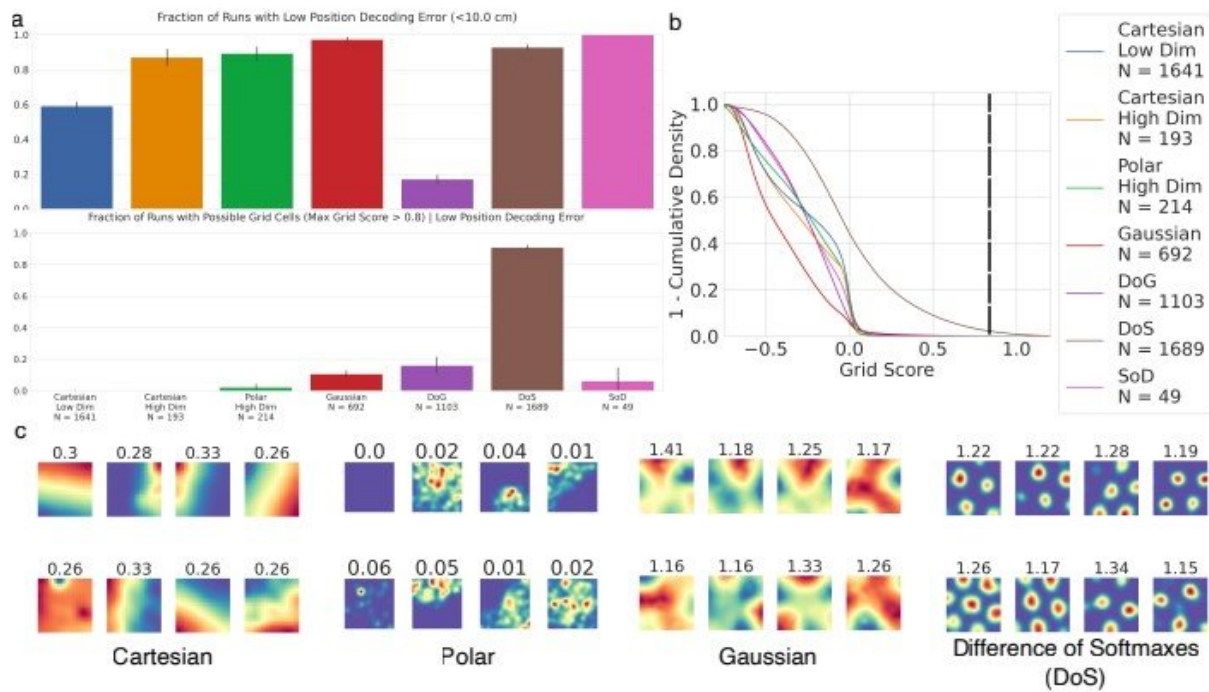 a
Fraction of Runs with Low Position Decoding Error (<10.0 cm)
1.0
0.8
0.6
0.4
0.2
0.0
Fraction of Runs with Possible Grid Cells (Max Grid Score > 0.8) | Low Position Decoding Error
1.0
0.8
0.6
0.4
0.2
0.0
Cartesian
Low Dim
N = 1641
Cartesian
High Dim
N = 193
Polar
High Dim
N = 214
Gaussian
N = 692
DoG
N = 1103
DoS
N = 1689
SoD
N = 49
b
1 - Cumulative Density
1.0
0.8
0.6
0.4
0.2
0.0
−0.5 0.0 0.5 1.0
Grid Score
Cartesian
Low Dim
N = 1641
Cartesian
High Dim
N = 193
Polar
High Dim
N = 214
Gaussian
N = 692
DoG
N = 1103
DoS
N = 1689
SoD
N = 49
c
0.3 0.28 0.33 0.26
0.26 0.33 0.26 0.26
Cartesian
0.0 0.02 0.04 0.01
0.06 0.05 0.01 0.02
Polar
1.41 1.18 1.25 1.17
1.16 1.16 1.33 1.26
Gaussian
1.22 1.22 1.28 1.19
1.26 1.17 1.34 1.15
Difference of Softmaxes
(DoS)